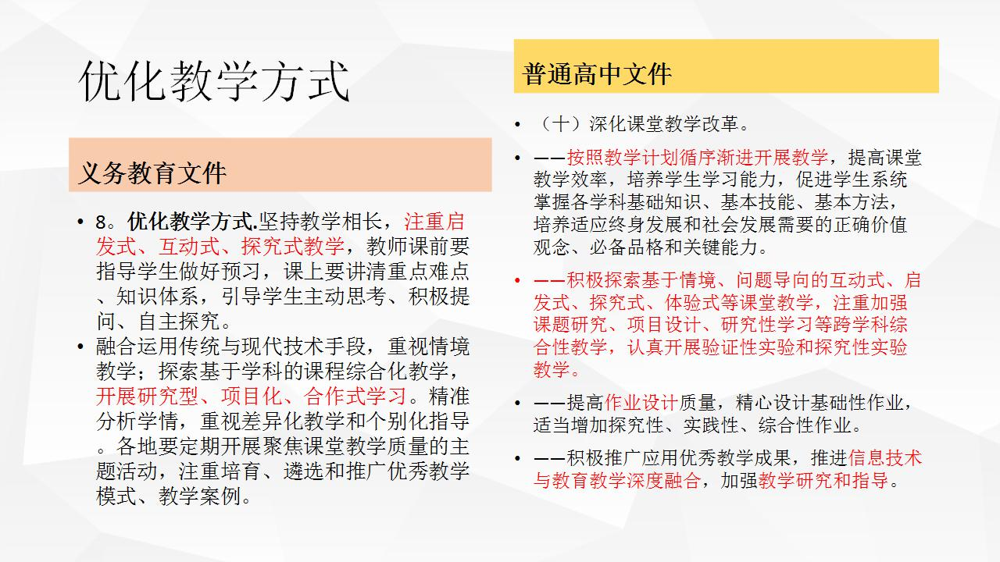 优化教学方式
义务教育文件
• 8。优化教学方式.坚持教学相长，注重启
发式、互动式、探究式教学，教师课前要
指导学生做好预习，课上要讲清重点难点
、知识体系，引导学生主动思考、积极提
问、自主探究。
• 融合运用传统与现代技术手段，重视情境
教学；探索基于学科的课程综合化教学，
开展研究型、项目化、合作式学习。精准
分析学情，重视差异化教学和个别化指导
。各地要定期开展聚焦课堂教学质量的主
题活动，注重培育、遴选和推广优秀教学
模式、教学案例。
普通高中文件
• （十）深化课堂教学改革。
• ——按照教学计划循序渐进开展教学，提高课堂
教学效率，培养学生学习能力，促进学生系统
掌握各学科基础知识、基本技能、基本方法，
培养适应终身发展和社会发展需要的正确价值
观念、必备品格和关键能力。
• ——积极探索基于情境、问题导向的互动式、启
发式、探究式、体验式等课堂教学，注重加强
课题研究、项目设计、研究性学习等跨学科综
合性教学，认真开展验证性实验和探究性实验
教学。
• ——提高作业设计质量，精心设计基础性作业，
适当增加探究性、实践性、综合性作业。
• ——积极推广应用优秀教学成果，推进信息技术
与教育教学深度融合，加强教学研究和指导。